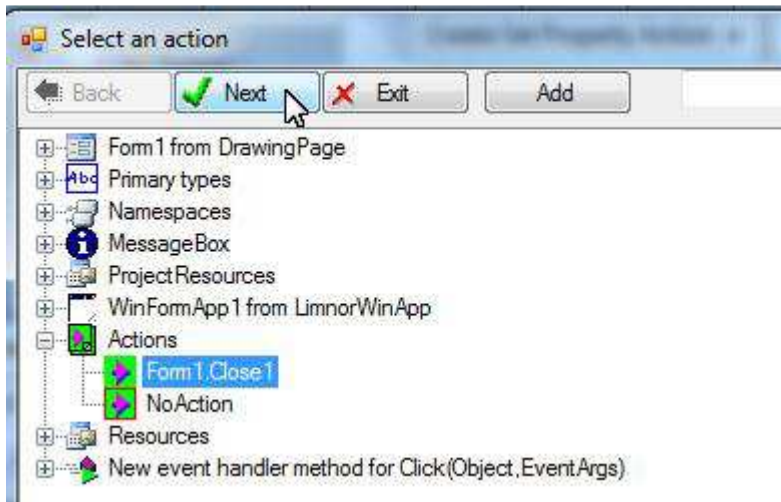 Select an action
Back Next Exit Add
Form1 from DrawingPage
Abc Primary types
Namespaces
MessageBox
ProjectResources
WinFormApp1 from LimnorWinApp
Actions
Form1.Close1
NoAction
Resources
New event handler method for Click(Object,EventArgs)